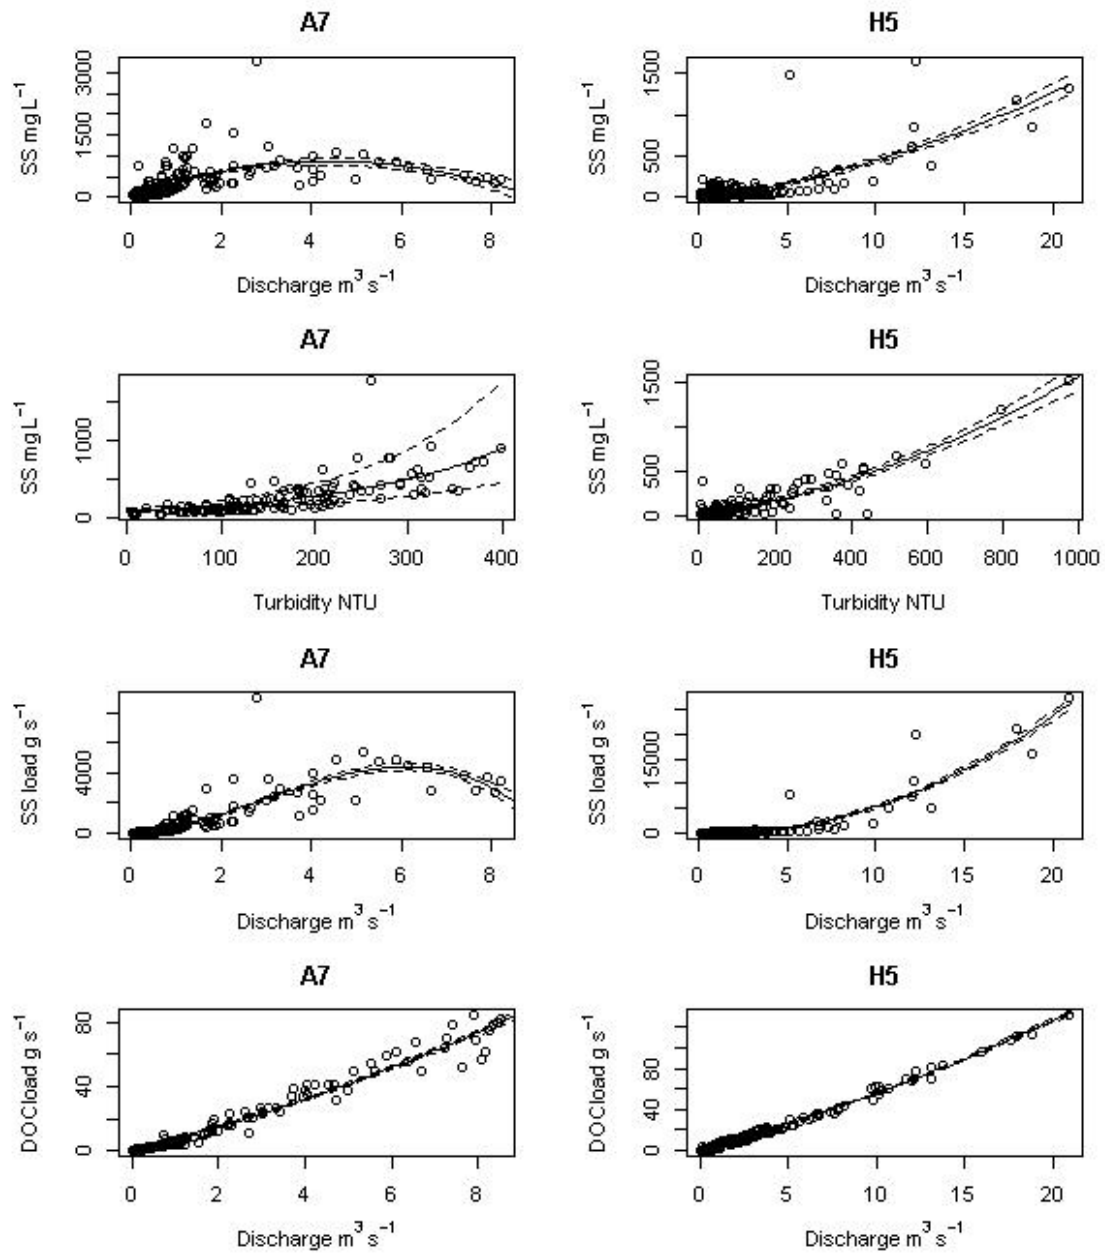 A7 H5
SS mgL⁻¹ 0 1500 3000
SS mgL⁻¹ 0 500 1500
0 2 4 6 8
0 5 10 15 20
Discharge m³ s⁻¹
Discharge m³ s⁻¹
A7 H5
SS mgL⁻¹ 0 1000
SS mgL⁻¹ 0 500 1500
0 100 200 300 400
0 200 400 600 800 1000
Turbidity NTU
Turbidity NTU
A7 H5
SS load g s⁻¹ 0 4000
SS load g s⁻¹ 0 15000
0 2 4 6 8
0 5 10 15 20
Discharge m³ s⁻¹
Discharge m³ s⁻¹
A7 H5
DOCload g s⁻¹ 0 40 80
DOCload g s⁻¹ 0 40 80
0 2 4 6 8
0 5 10 15 20
Discharge m³ s⁻¹
Discharge m³ s⁻¹